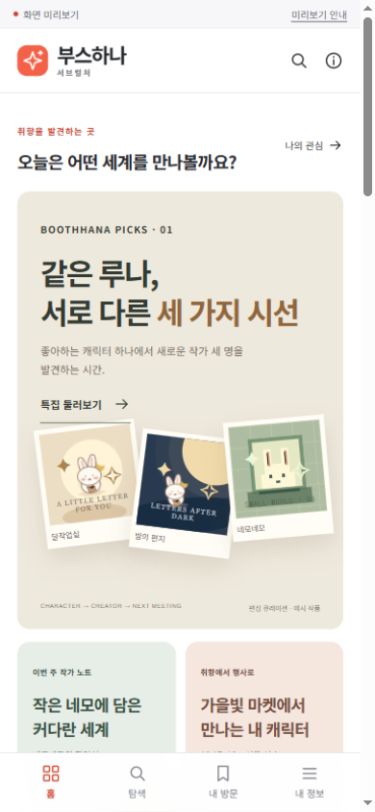 화면 미리보기
미리보기 안내
부스하나
서브컬처
취향을 발견하는 곳
오늘은 어떤 세계를 만나볼까요?
나의 관심 →
BOOTHHANA PICKS · 01
같은 루나,
서로 다른 세 가지 시선
좋아하는 캐릭터 하나에서 새로운 작가 세 명을
발견하는 시간.
특집 둘러보기 →
A LITTLE LETTER
FOR YOU
달작업실
LETTERS AFTER
DARK
밤의 편지
네모네모
CHARACTER → CREATOR → NEXT MEETING
편집 큐레이션 · 예시 작품
이번 주 작가 노트
작은 네모에 담은
커다란 세계
취향에서 행사로
가을빛 마켓에서
만나는 내 캐릭터
홈
탐색
내 방문
내 정보